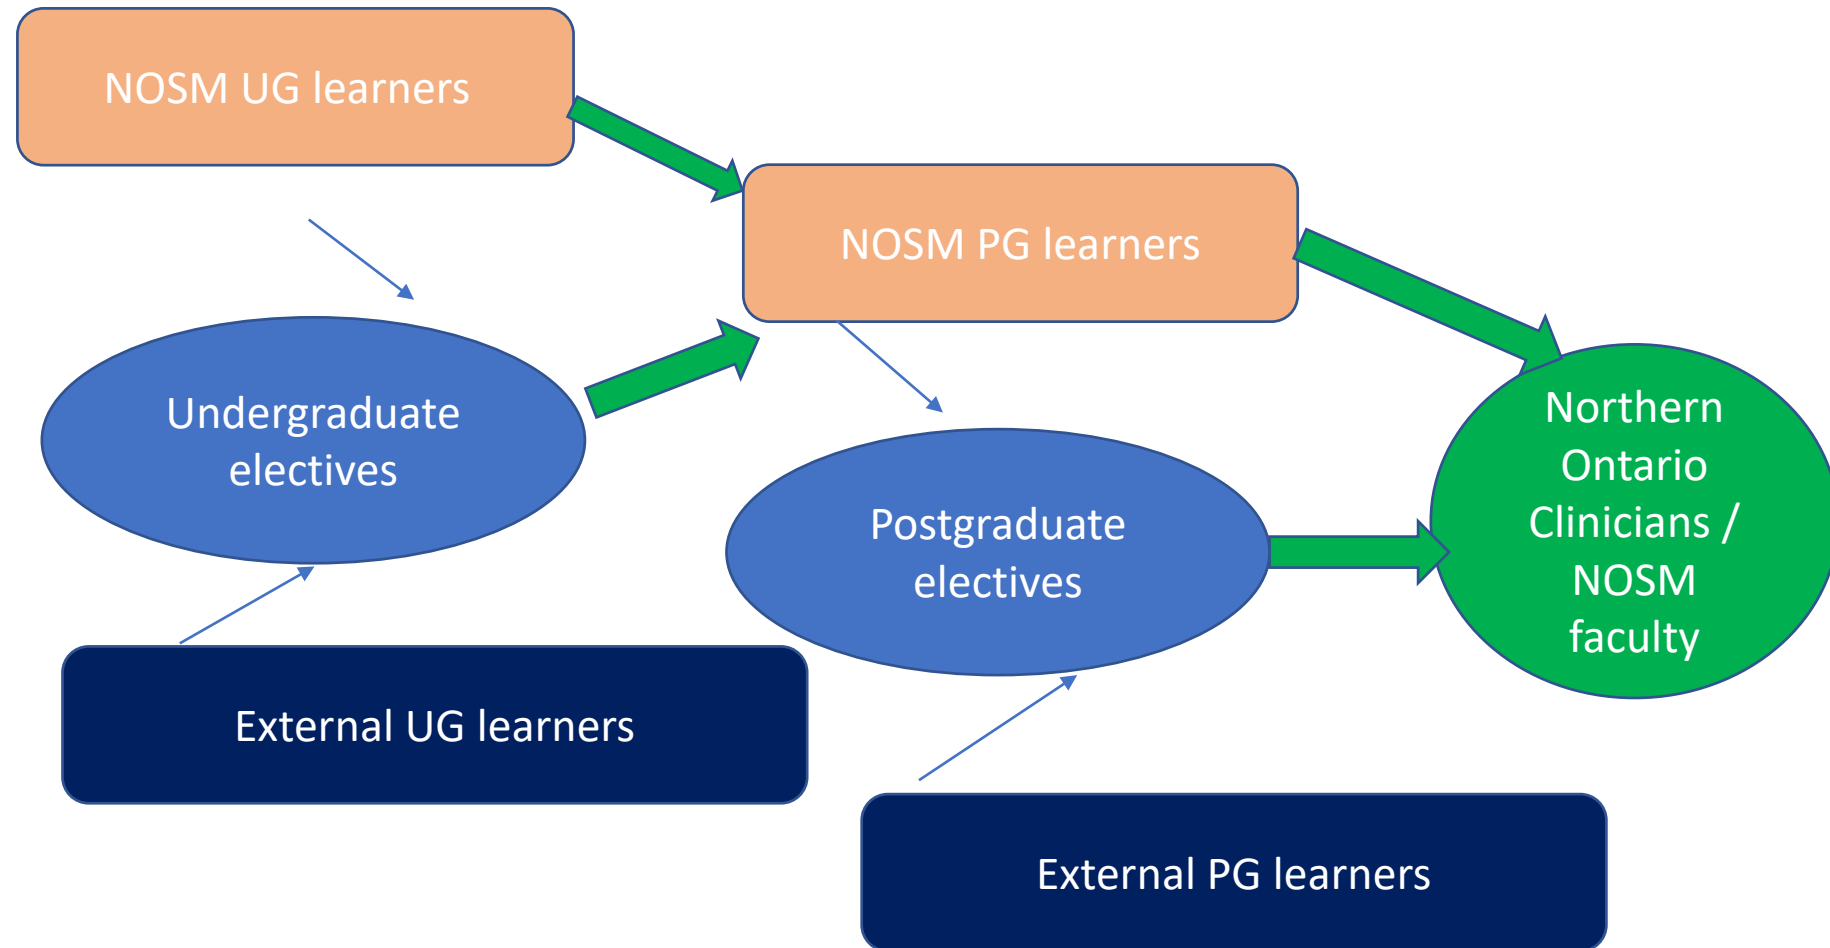 NOSM UG learners
NOSM PG learners
Undergraduate
electives
Postgraduate
electives
Northern
Ontario
Clinicians /
NOSM
faculty
External UG learners
External PG learners